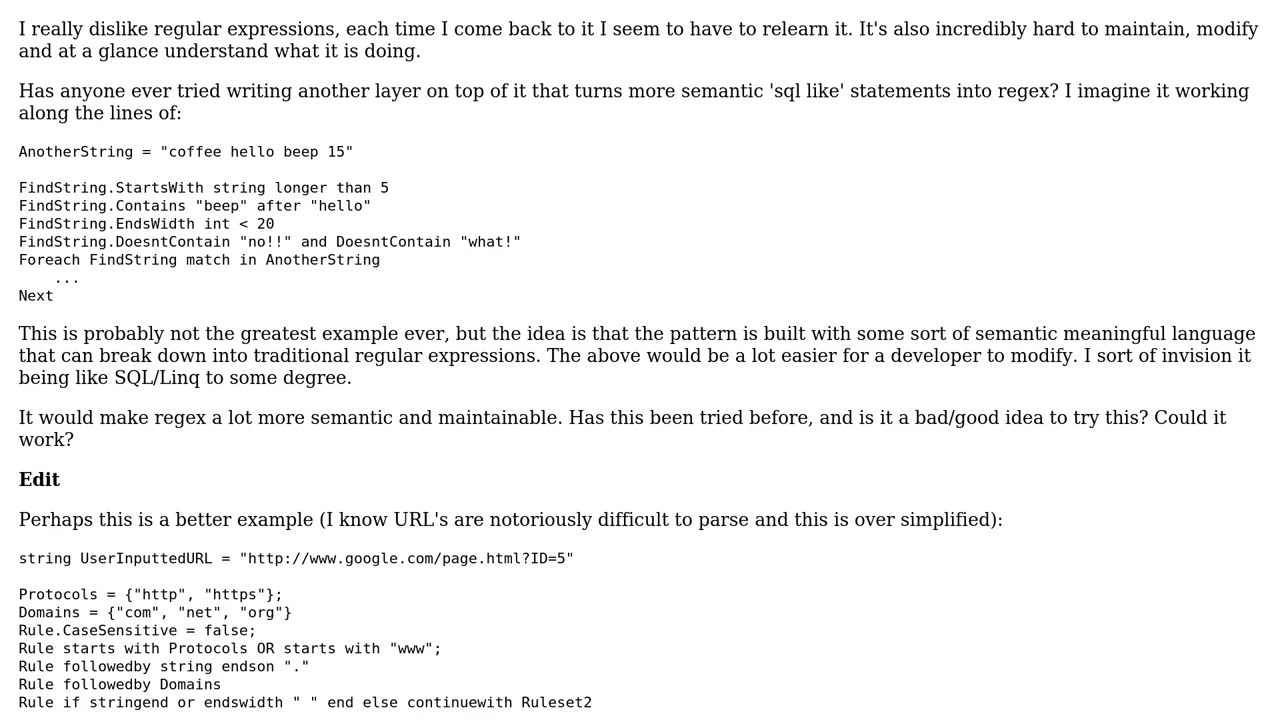 I really dislike regular expressions, each time I come back to it I seem to have to relearn it. It's also incredibly hard to maintain, modify
and at a glance understand what it is doing.
Has anyone ever tried writing another layer on top of it that turns more semantic 'sql like' statements into regex? I imagine it working
along the lines of:
AnotherString = "coffee hello beep 15"
FindString.StartsWith string longer than 5
FindString.Contains "beep" after "hello"
FindString.EndsWidth int < 20
FindString.DoesntContain "no!!" and DoesntContain "what!"
Foreach FindString match in AnotherString
    ...
Next
This is probably not the greatest example ever, but the idea is that the pattern is built with some sort of semantic meaningful language
that can break down into traditional regular expressions. The above would be a lot easier for a developer to modify. I sort of invision it
being like SQL/Linq to some degree.
It would make regex a lot more semantic and maintainable. Has this been tried before, and is it a bad/good idea to try this? Could it
work?
Edit
Perhaps this is a better example (I know URL's are notoriously difficult to parse and this is over simplified):
string UserInputtedURL = "http://www.google.com/page.html?ID=5"
Protocols = {"http", "https"};
Domains = {"com", "net", "org"}
Rule.CaseSensitive = false;
Rule starts with Protocols OR starts with "www";
Rule followedby string endson "."
Rule followedby Domains
Rule if stringend or endswidth " " end else continuewith Ruleset2